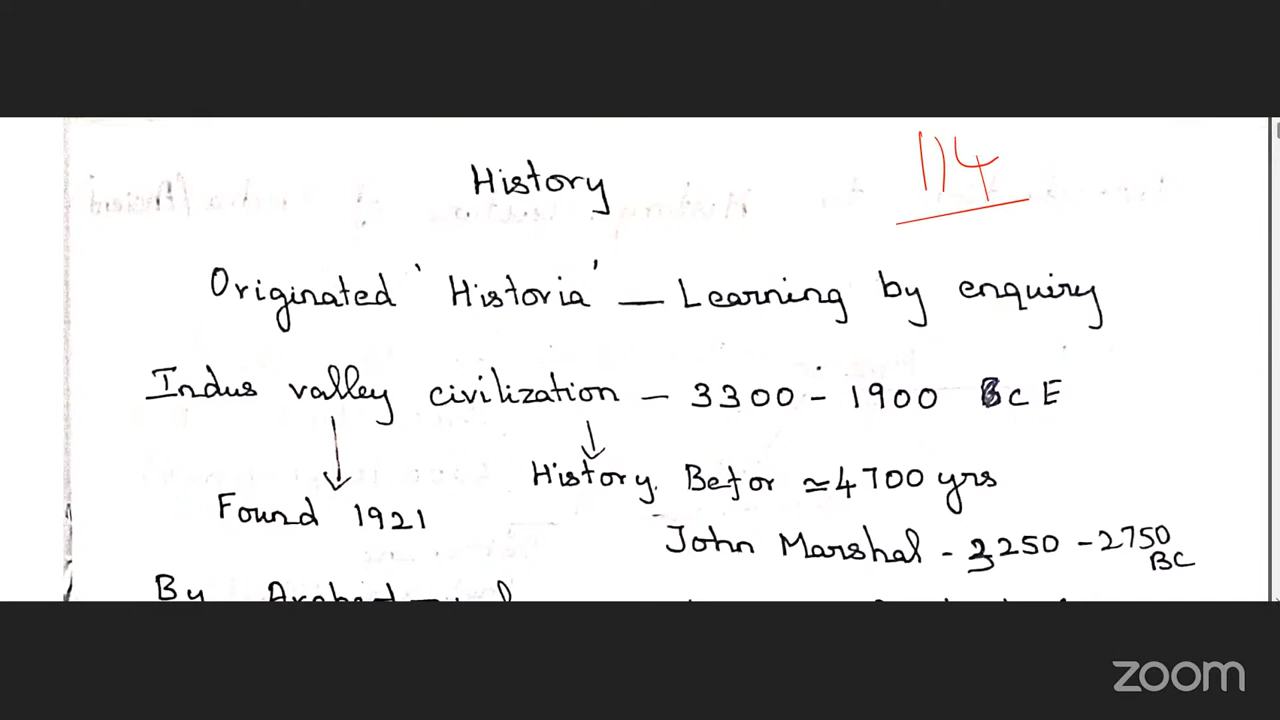 History
114
Originated 'Historia' — Learning by enquiry
Indus valley civilization – 3300 - 1900 BCE
History. Befor ≃ 4700 yrs
Found 1921
John Marshal - 3250 - 2750
BC
By
zoom